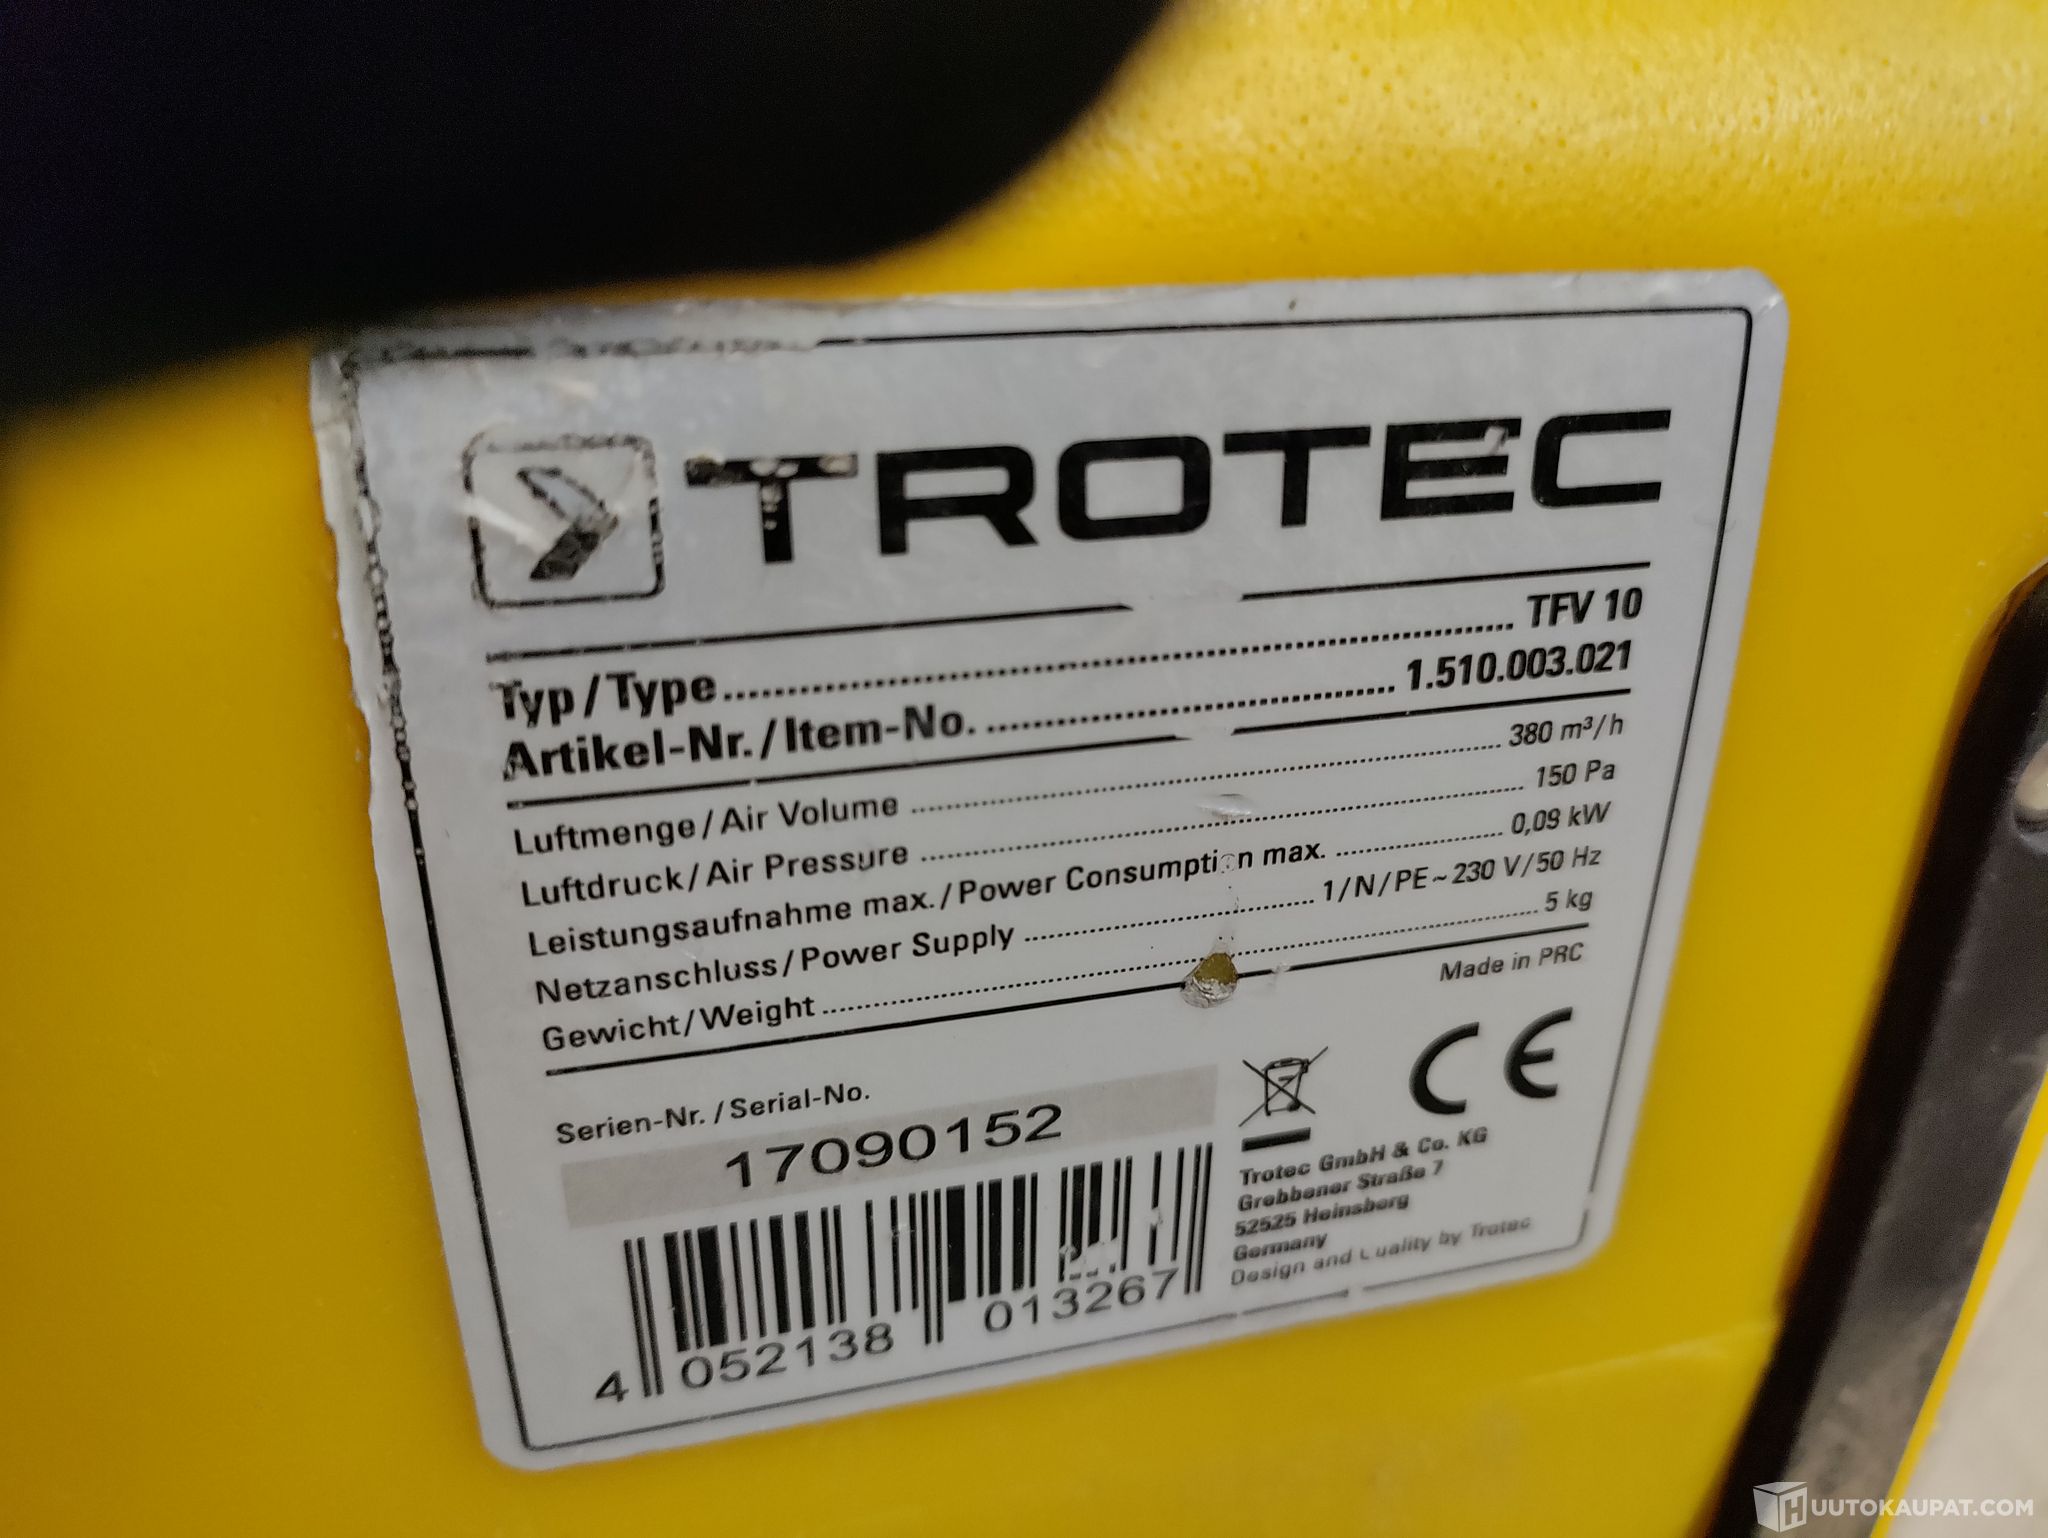 TROTEC
Typ / Type ........ TFV 10
Artikel-Nr. / Item-No. ........ 1.510.003.021
Luftmenge / Air Volume ........ 380 m³/h
Luftdruck / Air Pressure ........ 150 Pa
Leistungsaufnahme max. / Power Consumption max. ........ 0,09 kW
Netzanschluss / Power Supply ........ 1/N/PE~230 V/50 Hz
Gewicht / Weight ........ 5 kg
Made in PRC
Serien-Nr. / Serial-No.
17090152
CE
Trotec GmbH & Co. KG
Grebbener Straße 7
52525 Heinsberg
Germany
Design and Quality by Trotec
4 052138 013267
HUUTOKAUPAT.COM